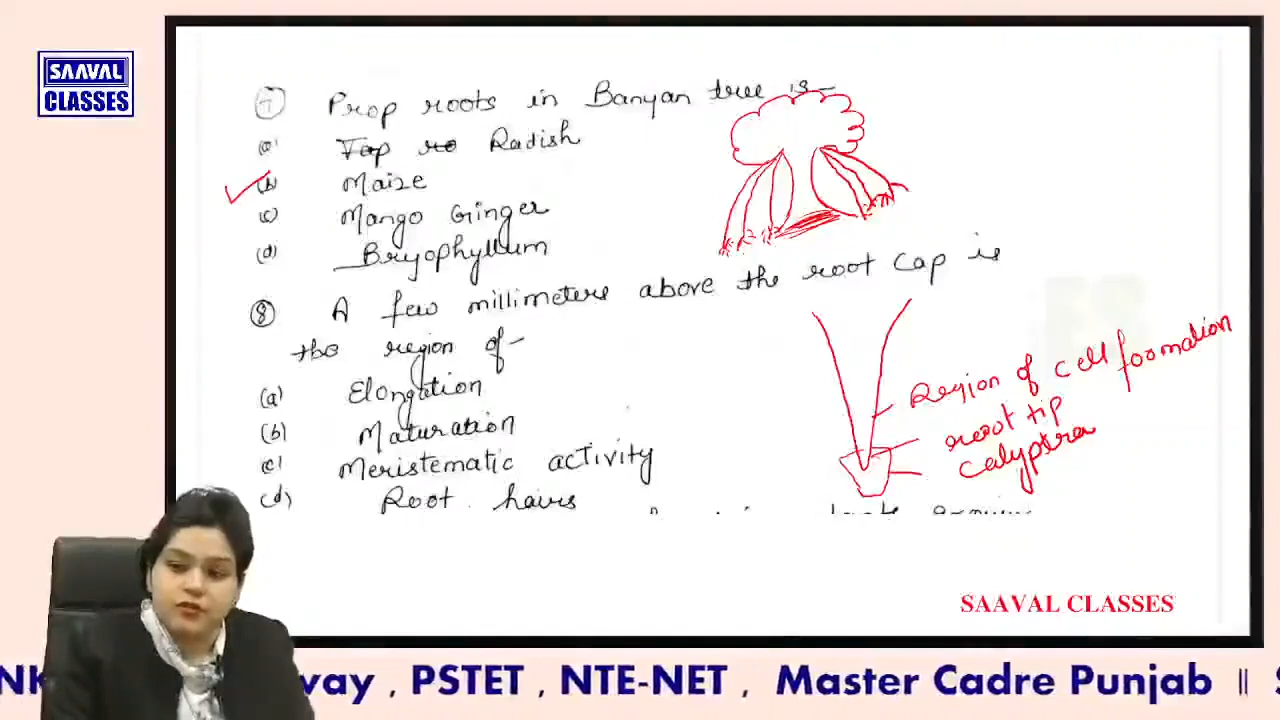 SAAVAL
CLASSES
7 Prop roots in Banyan tree is-
(a) Radish
(b) Maize
(c) Mango Ginger
(d) Bryophyllum
8 A few millimeters above the root cap is
the region of-
(a) Elongation
(b) Maturation
(c) Meristematic activity
(d) Root hairs
Region of cell formation
root tip
calyptra
SAAVAL CLASSES
vay , PSTET , NTE-NET , Master Cadre Punjab || S